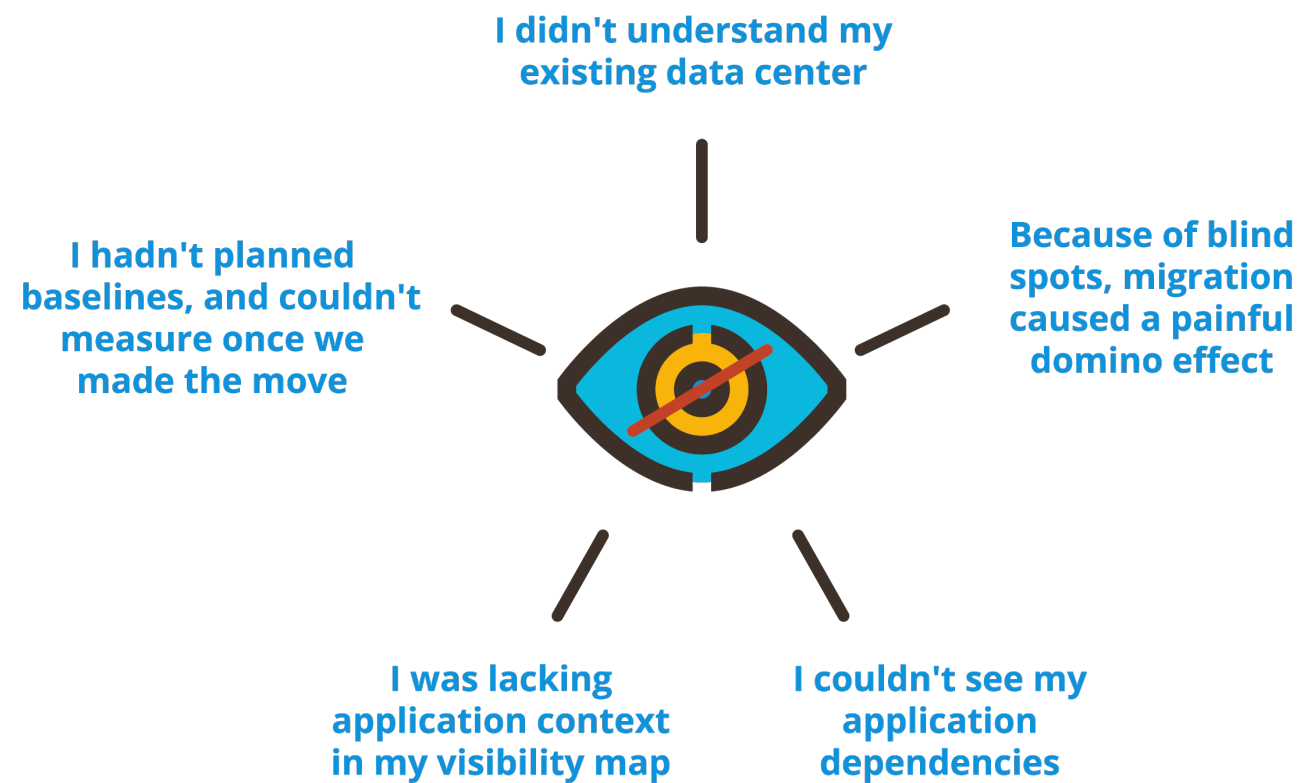 I didn't understand my
existing data center
Because of blind
spots, migration
caused a painful
domino effect
I hadn't planned
baselines, and couldn't
measure once we
made the move
I was lacking
application context
in my visibility map
I couldn't see my
application
dependencies